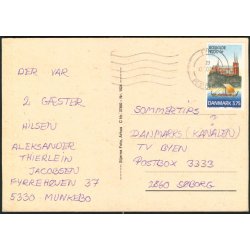 DER VAR
2 GÆSTER
HILSEN
ALEKSANDER
THIERLEIN
JACOBSEN
FYRREHØJEN 37
5330 MUNKEBO
DANMARK 3.75
SOMMERTIPS
DANMARKS (KANALEN)
TV BYEN
POSTBOX 3333
2860 SØBORG